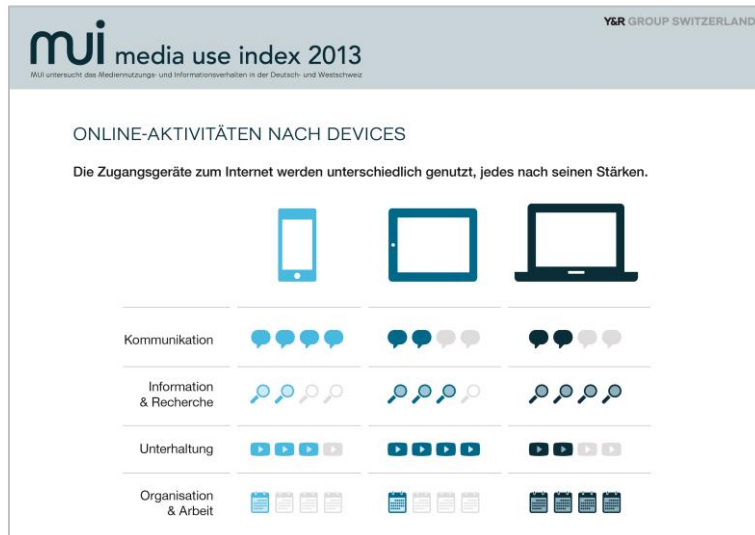 Y&R GROUP SWITZERLAND
mui media use index 2013
MUI untersucht das Mediennutzungs- und Informationsverhalten in der Deutsch- und Westschweiz
ONLINE-AKTIVITÄTEN NACH DEVICES
Die Zugangsgeräte zum Internet werden unterschiedlich genutzt, jedes nach seinen Stärken.
Kommunikation
Information
& Recherche
Unterhaltung
Organisation
& Arbeit